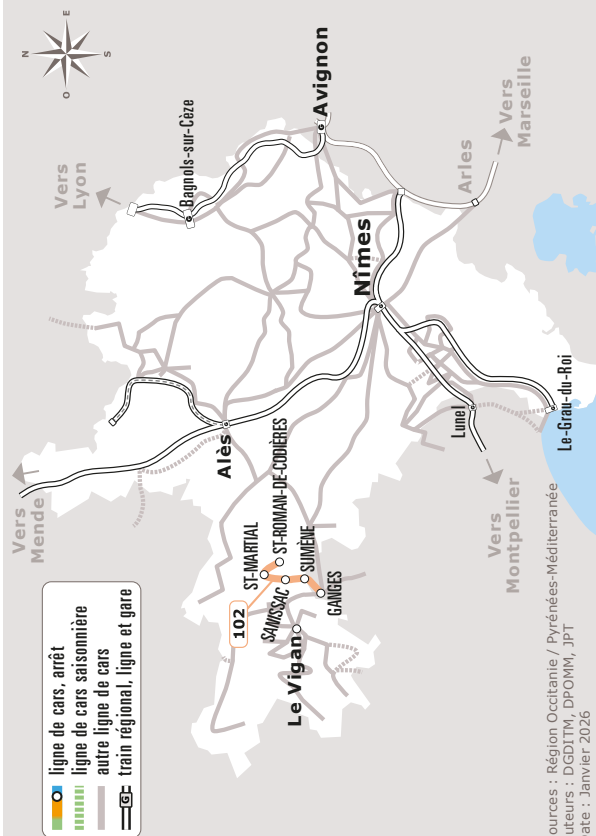 N
E
S
O
Vers
Lyon
Bagnols-sur-Cèze
Avignon
Vers
Marseille
Arles
Nîmes
Vers
Mende
Alès
Lunel
Le-Grau-du-Roi
Vers
Montpellier
102
ST-MARTIAL
ST-ROMAN-DE-CODIÈRES
SANISSAC
SUMÈNE
GANGES
Le Vigan
ligne de cars, arrêt
ligne de cars saisonnière
autre ligne de cars
G train régional, ligne et gare
ources : Région Occitanie / Pyrénées-Méditerranée
uteurs : DGDITM, DPOMM, JPT
ate : Janvier 2026